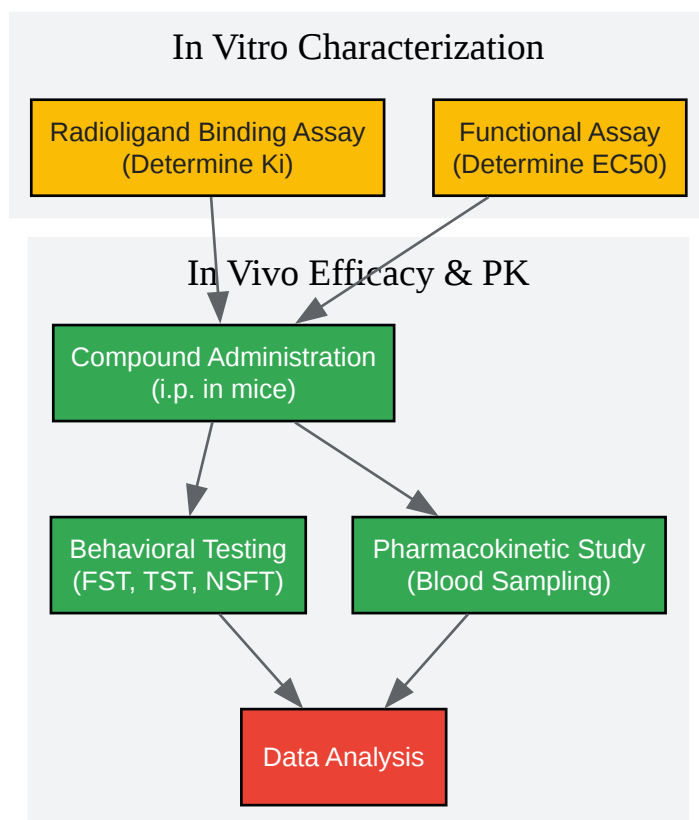 In Vitro Characterization
Radioligand Binding Assay
(Determine Ki)
Functional Assay
(Determine EC50)
In Vivo Efficacy & PK
Compound Administration
(i.p. in mice)
Behavioral Testing
(FST, TST, NSFT)
Pharmacokinetic Study
(Blood Sampling)
Data Analysis